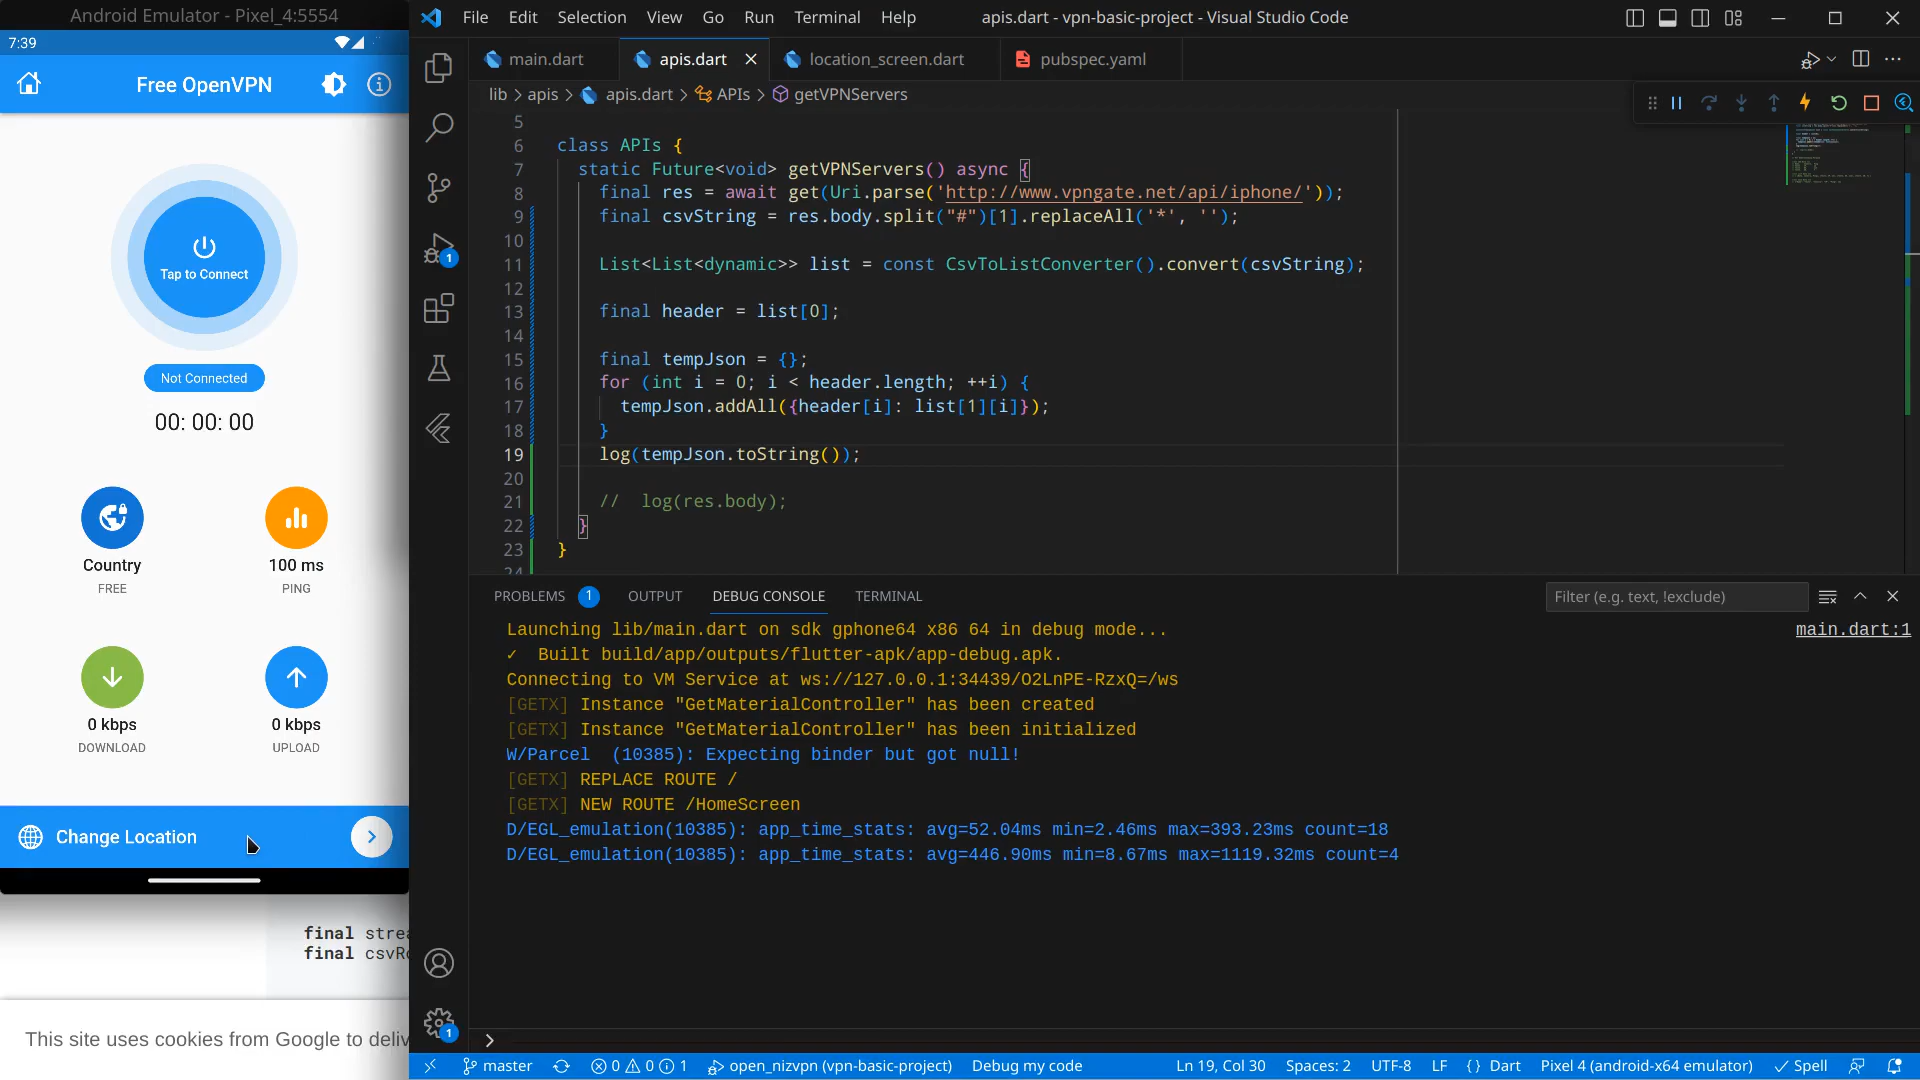 Android Emulator - Pixel_4:5554
7:39
Free OpenVPN
Tap to Connect
Not Connected
00: 00: 00
Country
FREE
100 ms
PING
0 kbps
DOWNLOAD
0 kbps
UPLOAD
Change Location
final strea
final csvRo
This site uses cookies from Google to deliv
File Edit Selection View Go Run Terminal Help
apis.dart - vpn-basic-project - Visual Studio Code
main.dart
apis.dart
location_screen.dart
pubspec.yaml
lib > apis > apis.dart > APIs > getVPNServers
5
6 class APIs {
7 static Future<void> getVPNServers() async {
8 final res = await get(Uri.parse('http://www.vpngate.net/api/iphone/'));
9 final csvString = res.body.split("#")[1].replaceAll('*', '');
10
11 List<List<dynamic>> list = const CsvToListConverter().convert(csvString);
12
13 final header = list[0];
14
15 final tempJson = {};
16 for (int i = 0; i < header.length; ++i) {
17 tempJson.addAll({header[i]: list[1][i]});
18 }
19 log(tempJson.toString());
20
21 // log(res.body);
22 }
23 }
24
PROBLEMS 1 OUTPUT DEBUG CONSOLE TERMINAL
Filter (e.g. text, !exclude)
Launching lib/main.dart on sdk gphone64 x86 64 in debug mode...
main.dart:1
✓ Built build/app/outputs/flutter-apk/app-debug.apk.
Connecting to VM Service at ws://127.0.0.1:34439/O2LnPE-RzxQ=/ws
[GETX] Instance "GetMaterialController" has been created
[GETX] Instance "GetMaterialController" has been initialized
W/Parcel  (10385): Expecting binder but got null!
[GETX] REPLACE ROUTE /
[GETX] NEW ROUTE /HomeScreen
D/EGL_emulation(10385): app_time_stats: avg=52.04ms min=2.46ms max=393.23ms count=18
D/EGL_emulation(10385): app_time_stats: avg=446.90ms min=8.67ms max=1119.32ms count=4
1
1
master 0 0 1 open_nizvpn (vpn-basic-project) Debug my code Ln 19, Col 30 Spaces: 2 UTF-8 LF {} Dart Pixel 4 (android-x64 emulator) Spell